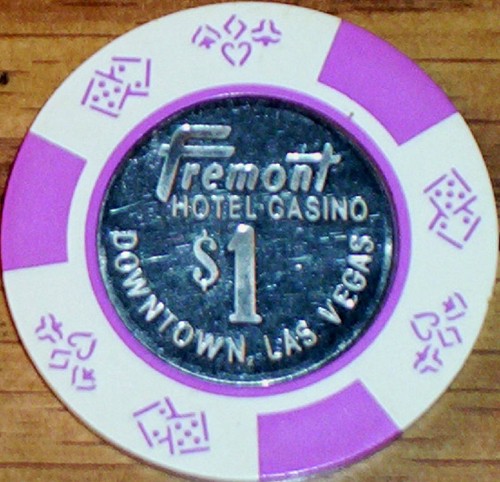 Fremont
HOTEL CASINO
$1
DOWNTOWN, LAS VEGAS